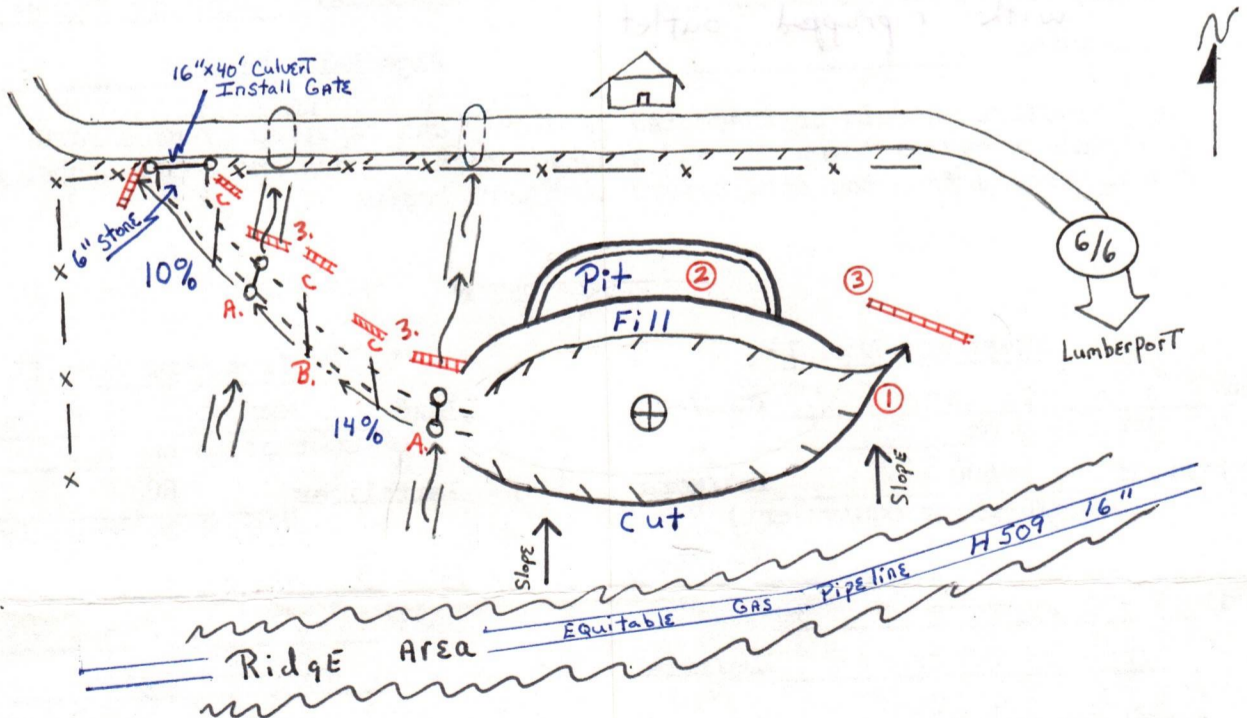 N
16"x40' Culvert
Install GATE
6" Stone
C
3.
C
10%
A.
6/6
Pit
②
③
Fill
3.
C
B.
Lumberport
①
14%
A.
Slope
Cut
Slope
H509 16"
Equitable GAS Pipeline
Ridge Area